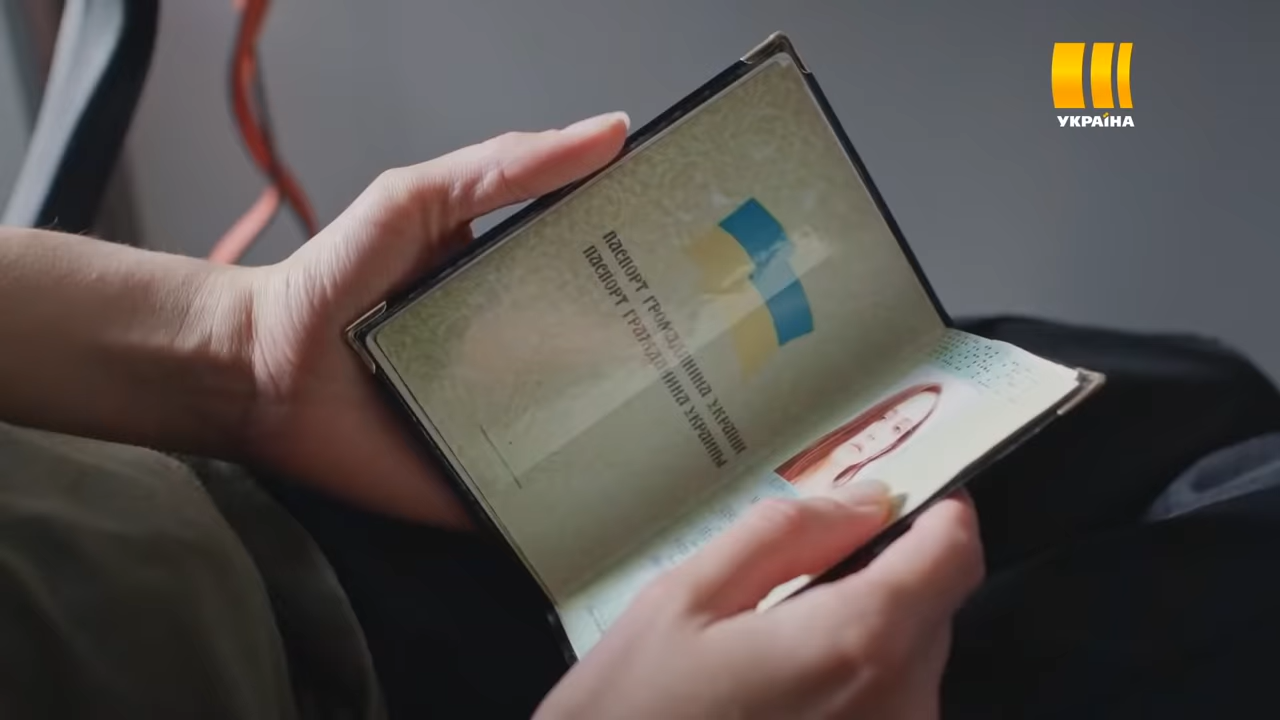 УКРАЇНА
ПАСПОРТ ГРОМАДЯНИНА УКРАЇНИ
ПАСПОРТ ГРАЖДАНИНА УКРАИНЫ